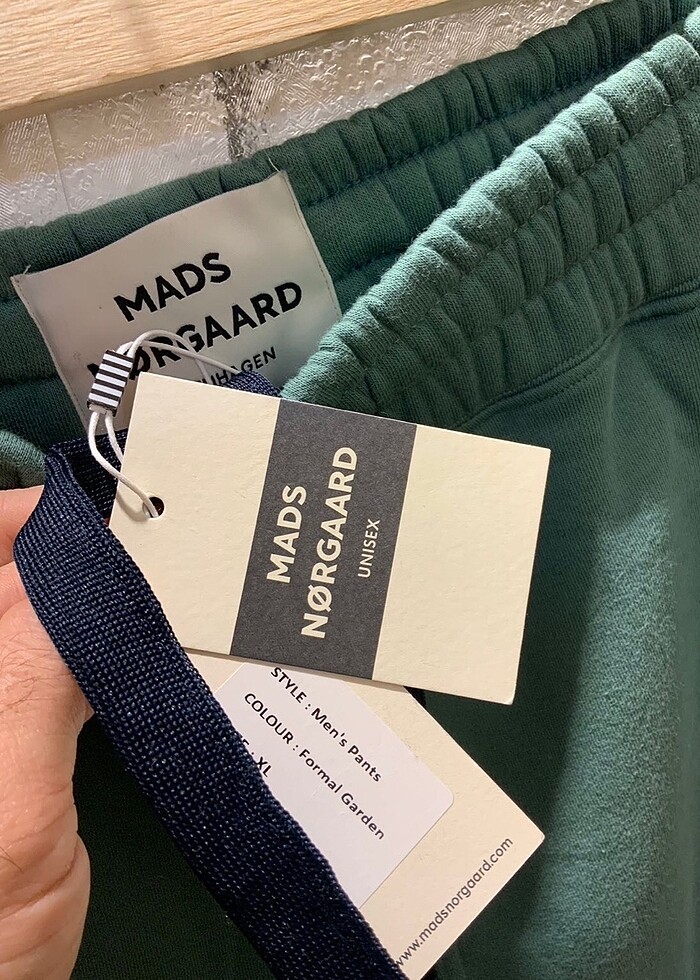 MADS
NØRGAARD
MADS
NØRGAARD
UNISEX
STYLE : Men's Pants
COLOUR : Formal Garden
: XL
www.madsnorgaard.com